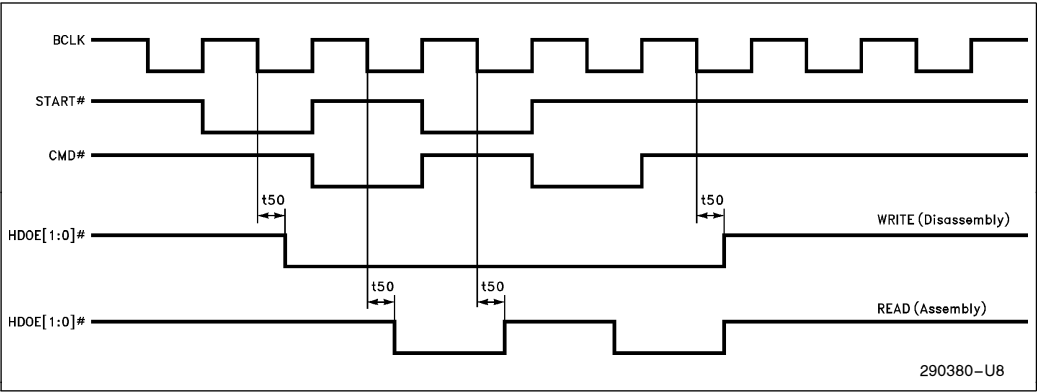 BCLK
START#
CMD#
t50
t50
WRITE (Disassembly)
HDOE[1:0]#
t50
t50
READ (Assembly)
HDOE[1:0]#
290380-U8